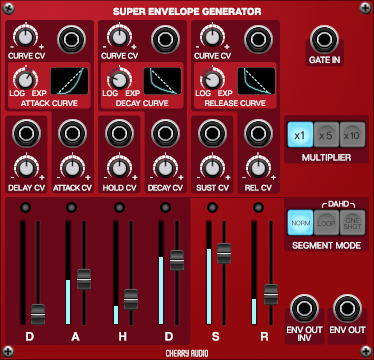 SUPER ENVELOPE GENERATOR
- + - + - +
CURVE CV CURVE CV CURVE CV
GATE IN
LOG EXP LOG EXP LOG EXP
ATTACK CURVE DECAY CURVE RELEASE CURVE
x1 x5 x10
MULTIPLIER
- + - + - + - + - + - +
DELAY CV ATTACK CV HOLD CV DECAY CV SUST CV REL CV
DAHD
NORM LOOP ONE SHOT
SEGMENT MODE
D A H D S R
ENV OUT INV ENV OUT
CHERRY AUDIO